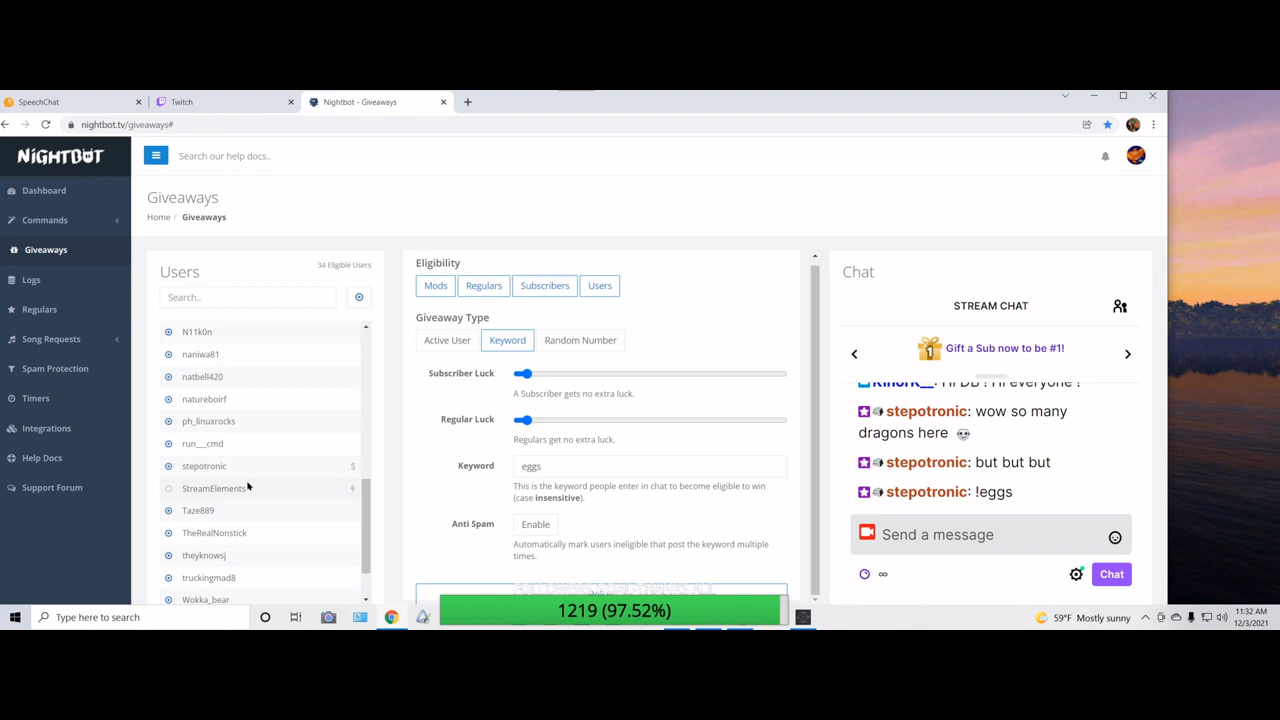 SpeechChat
Twitch
Nightbot - Giveaways
nightbot.tv/giveaways#
NIGHTBOT
Search our help docs..
Dashboard
Commands
Giveaways
Logs
Regulars
Song Requests
Spam Protection
Timers
Integrations
Help Docs
Support Forum
Giveaways
Home / Giveaways
34 Eligible Users
Users
Search..
N11k0n
naniwa81
natbell420
natureboirf
ph_linuxrocks
run___cmd
stepotronic $
StreamElements
Taze889
TheRealNonstick
theyknowsj
truckingmad8
Wokka_bear
Eligibility
Mods Regulars Subscribers Users
Giveaway Type
Active User Keyword Random Number
Subscriber Luck
A Subscriber gets no extra luck.
Regular Luck
Regulars get no extra luck.
Keyword eggs
This is the keyword people enter in chat to become eligible to win
(case insensitive).
Anti Spam Enable
Automatically mark users ineligible that post the keyword multiple
times.
1219 (97.52%)
Chat
STREAM CHAT
1 Gift a Sub now to be #1!
stepotronic: wow so many
dragons here
stepotronic: but but but
stepotronic: !eggs
Send a message
Chat
Type here to search
59°F Mostly sunny
11:32 AM
12/3/2021